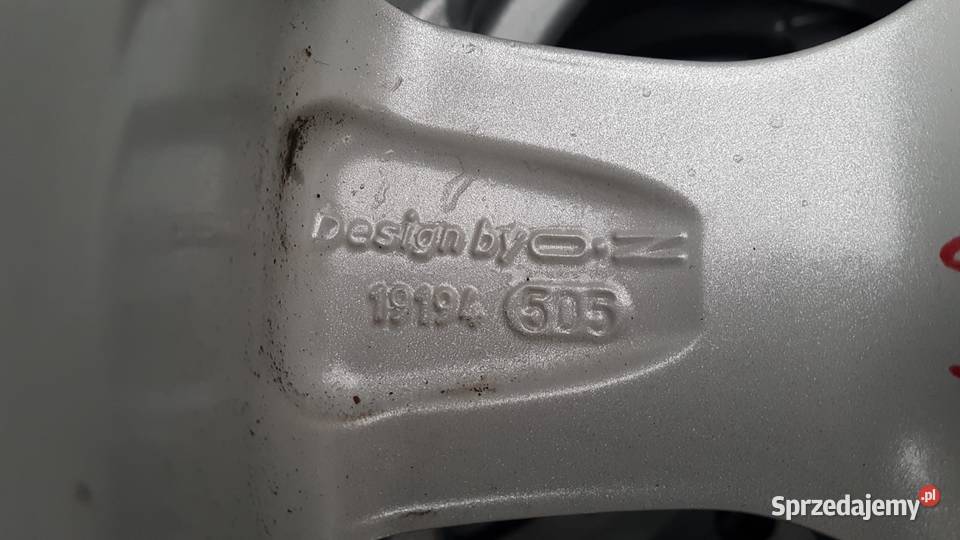 Design by O·Z
19194 505
Sprzedajemy.pl